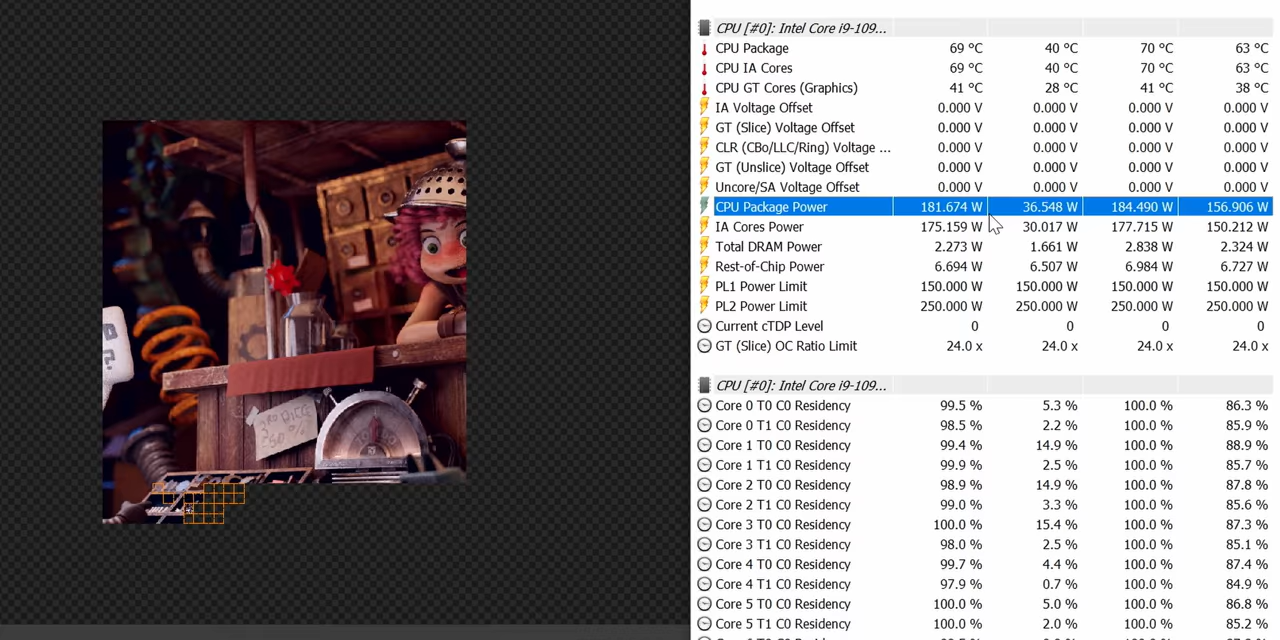 CPU [#0]: Intel Core i9-109...
CPU Package 69 °C 40 °C 70 °C 63 °C
CPU IA Cores 69 °C 40 °C 70 °C 63 °C
CPU GT Cores (Graphics) 41 °C 28 °C 41 °C 38 °C
IA Voltage Offset 0.000 V 0.000 V 0.000 V 0.000 V
GT (Slice) Voltage Offset 0.000 V 0.000 V 0.000 V 0.000 V
CLR (CBo/LLC/Ring) Voltage ... 0.000 V 0.000 V 0.000 V 0.000 V
GT (Unslice) Voltage Offset 0.000 V 0.000 V 0.000 V 0.000 V
Uncore/SA Voltage Offset 0.000 V 0.000 V 0.000 V 0.000 V
CPU Package Power 181.674 W 36.548 W 184.490 W 156.906 W
IA Cores Power 175.159 W 30.017 W 177.715 W 150.212 W
Total DRAM Power 2.273 W 1.661 W 2.838 W 2.324 W
Rest-of-Chip Power 6.694 W 6.507 W 6.984 W 6.727 W
PL1 Power Limit 150.000 W 150.000 W 150.000 W 150.000 W
PL2 Power Limit 250.000 W 250.000 W 250.000 W 250.000 W
Current cTDP Level 0 0 0 0
GT (Slice) OC Ratio Limit 24.0 x 24.0 x 24.0 x 24.0 x
CPU [#0]: Intel Core i9-109...
Core 0 T0 C0 Residency 99.5 % 5.3 % 100.0 % 86.3 %
Core 0 T1 C0 Residency 98.5 % 2.2 % 100.0 % 85.9 %
Core 1 T0 C0 Residency 99.4 % 14.9 % 100.0 % 88.9 %
Core 1 T1 C0 Residency 99.9 % 2.5 % 100.0 % 85.7 %
Core 2 T0 C0 Residency 98.9 % 14.9 % 100.0 % 87.8 %
Core 2 T1 C0 Residency 99.0 % 3.3 % 100.0 % 85.6 %
Core 3 T0 C0 Residency 100.0 % 15.4 % 100.0 % 87.3 %
Core 3 T1 C0 Residency 98.0 % 2.5 % 100.0 % 85.1 %
Core 4 T0 C0 Residency 99.7 % 4.4 % 100.0 % 87.4 %
Core 4 T1 C0 Residency 97.9 % 0.7 % 100.0 % 84.9 %
Core 5 T0 C0 Residency 100.0 % 5.0 % 100.0 % 86.8 %
Core 5 T1 C0 Residency 100.0 % 2.0 % 100.0 % 85.2 %